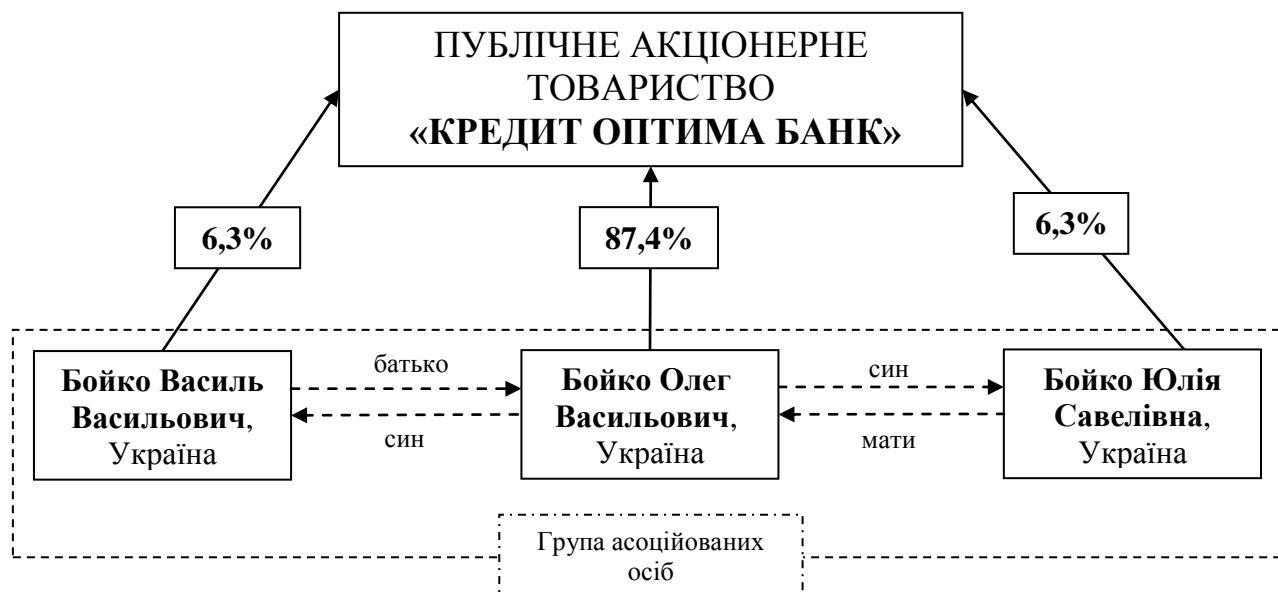 ПУБЛІЧНЕ АКЦІОНЕРНЕ
ТОВАРИСТВО
«КРЕДИТ ОПТИМА БАНК»
6,3%
87,4%
6,3%
Бойко Василь
Васильович,
Україна
батько
син
Бойко Олег
Васильович,
Україна
син
мати
Бойко Юлія
Савелівна,
Україна
Група асоційованих
осіб